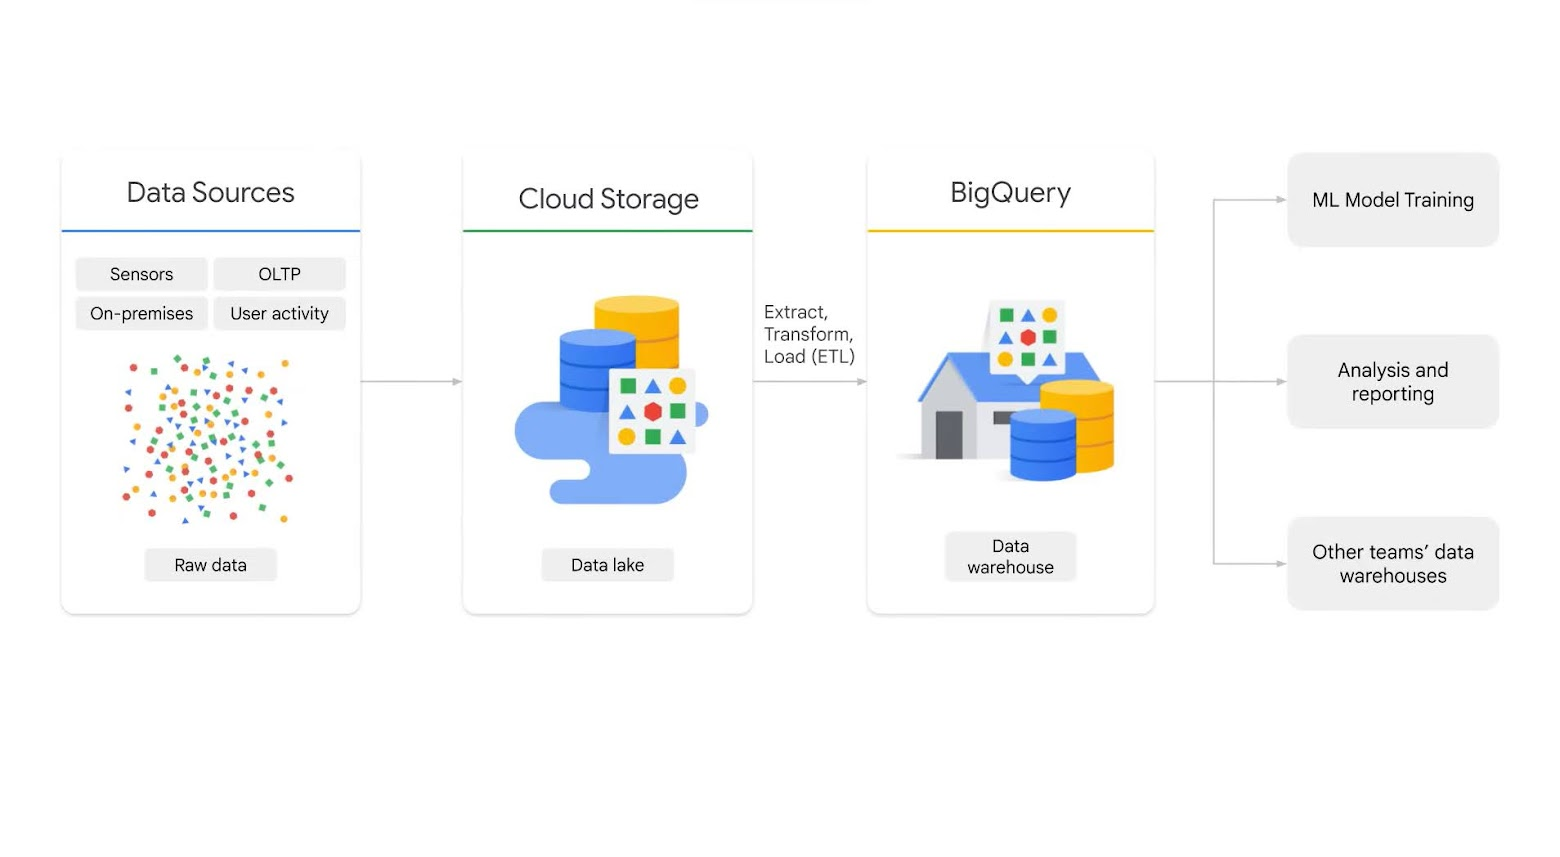 Data Sources
Sensors
OLTP
On-premises
User activity
Raw data
Cloud Storage
Data lake
Extract,
Transform,
Load (ETL)
BigQuery
Data
warehouse
ML Model Training
Analysis and
reporting
Other teams’ data
warehouses